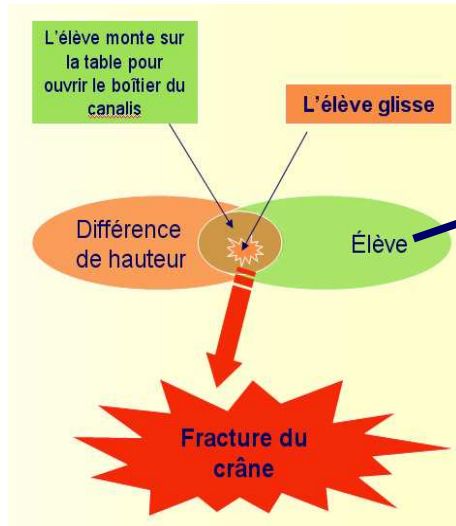 L'élève monte sur
la table pour
ouvrir le boîtier du
canalis
L'élève glisse
Différence
de hauteur
Élève
Fracture du
crâne